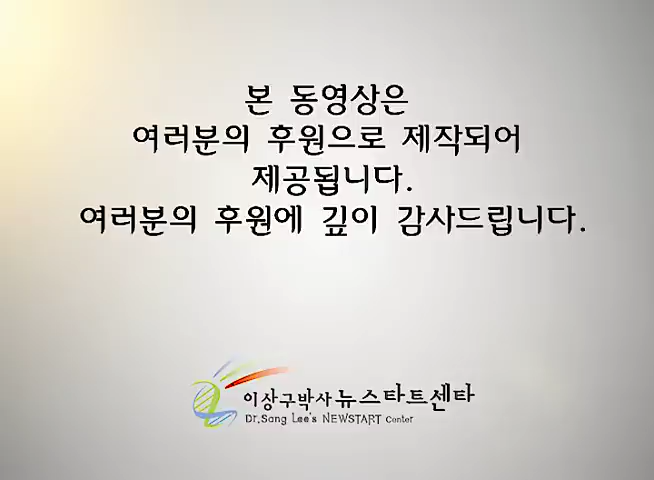 본 동영상은
여러분의 후원으로 제작되어
제공됩니다.
여러분의 후원에 깊이 감사드립니다.
이상구박사뉴스타트센타
Dr.Sang Lee's NEWSTART Center